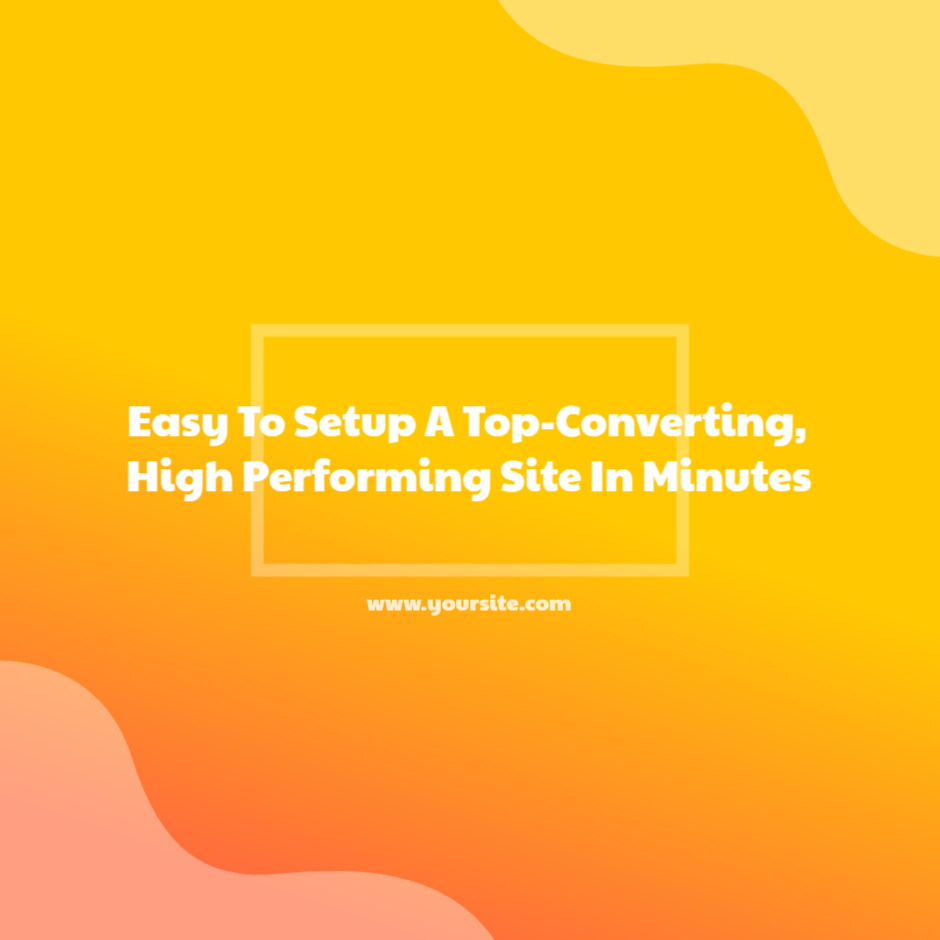 Easy To Setup A Top-Converting,
High Performing Site In Minutes
www.yoursite.com